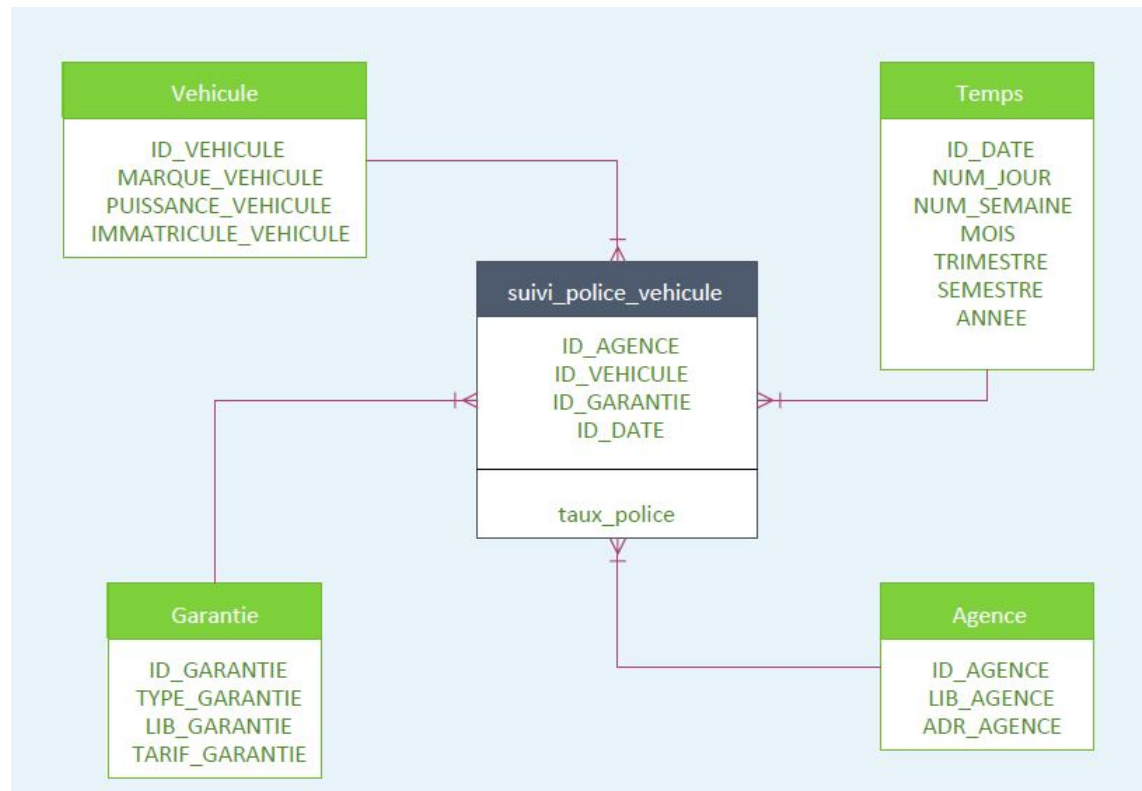 Vehicule
ID_VEHICULE
MARQUE_VEHICULE
PUISSANCE_VEHICULE
IMMATRICULE_VEHICULE
Temps
ID_DATE
NUM_JOUR
NUM_SEMAINE
MOIS
TRIMESTRE
SEMESTRE
ANNEE
suivi_police_vehicule
ID_AGENCE
ID_VEHICULE
ID_GARANTIE
ID_DATE
taux_police
Garantie
ID_GARANTIE
TYPE_GARANTIE
LIB_GARANTIE
TARIF_GARANTIE
Agence
ID_AGENCE
LIB_AGENCE
ADR_AGENCE